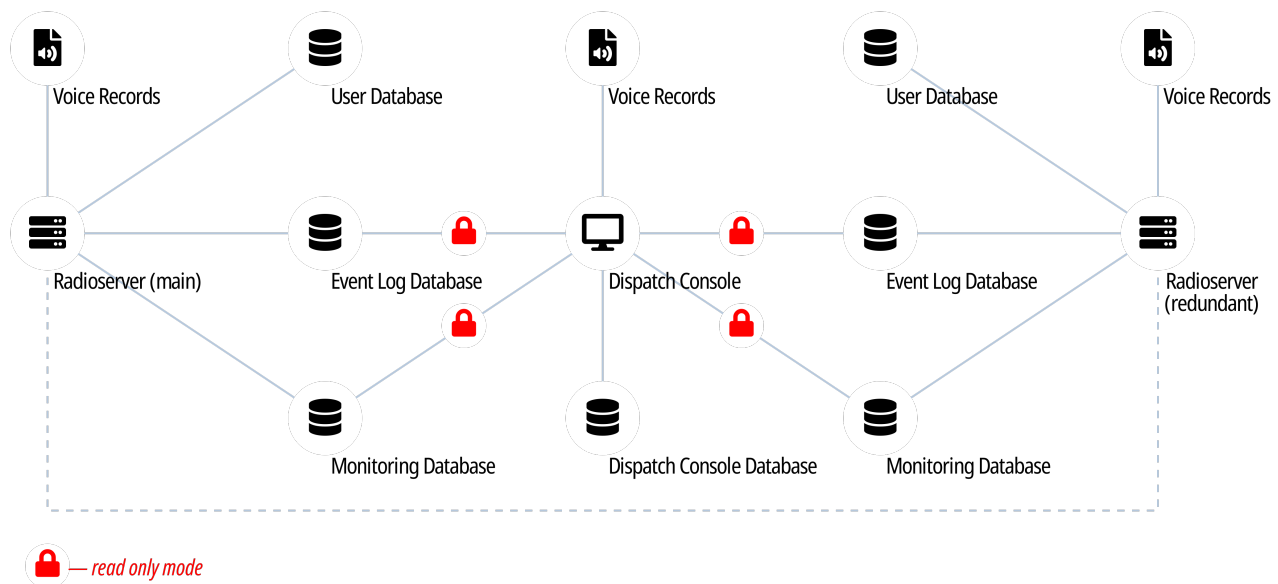 Voice Records
User Database
Voice Records
User Database
Voice Records
Radioserver (main)
Event Log Database
Dispatch Console
Event Log Database
Radioserver
(redundant)
Monitoring Database
Dispatch Console Database
Monitoring Database
— read only mode